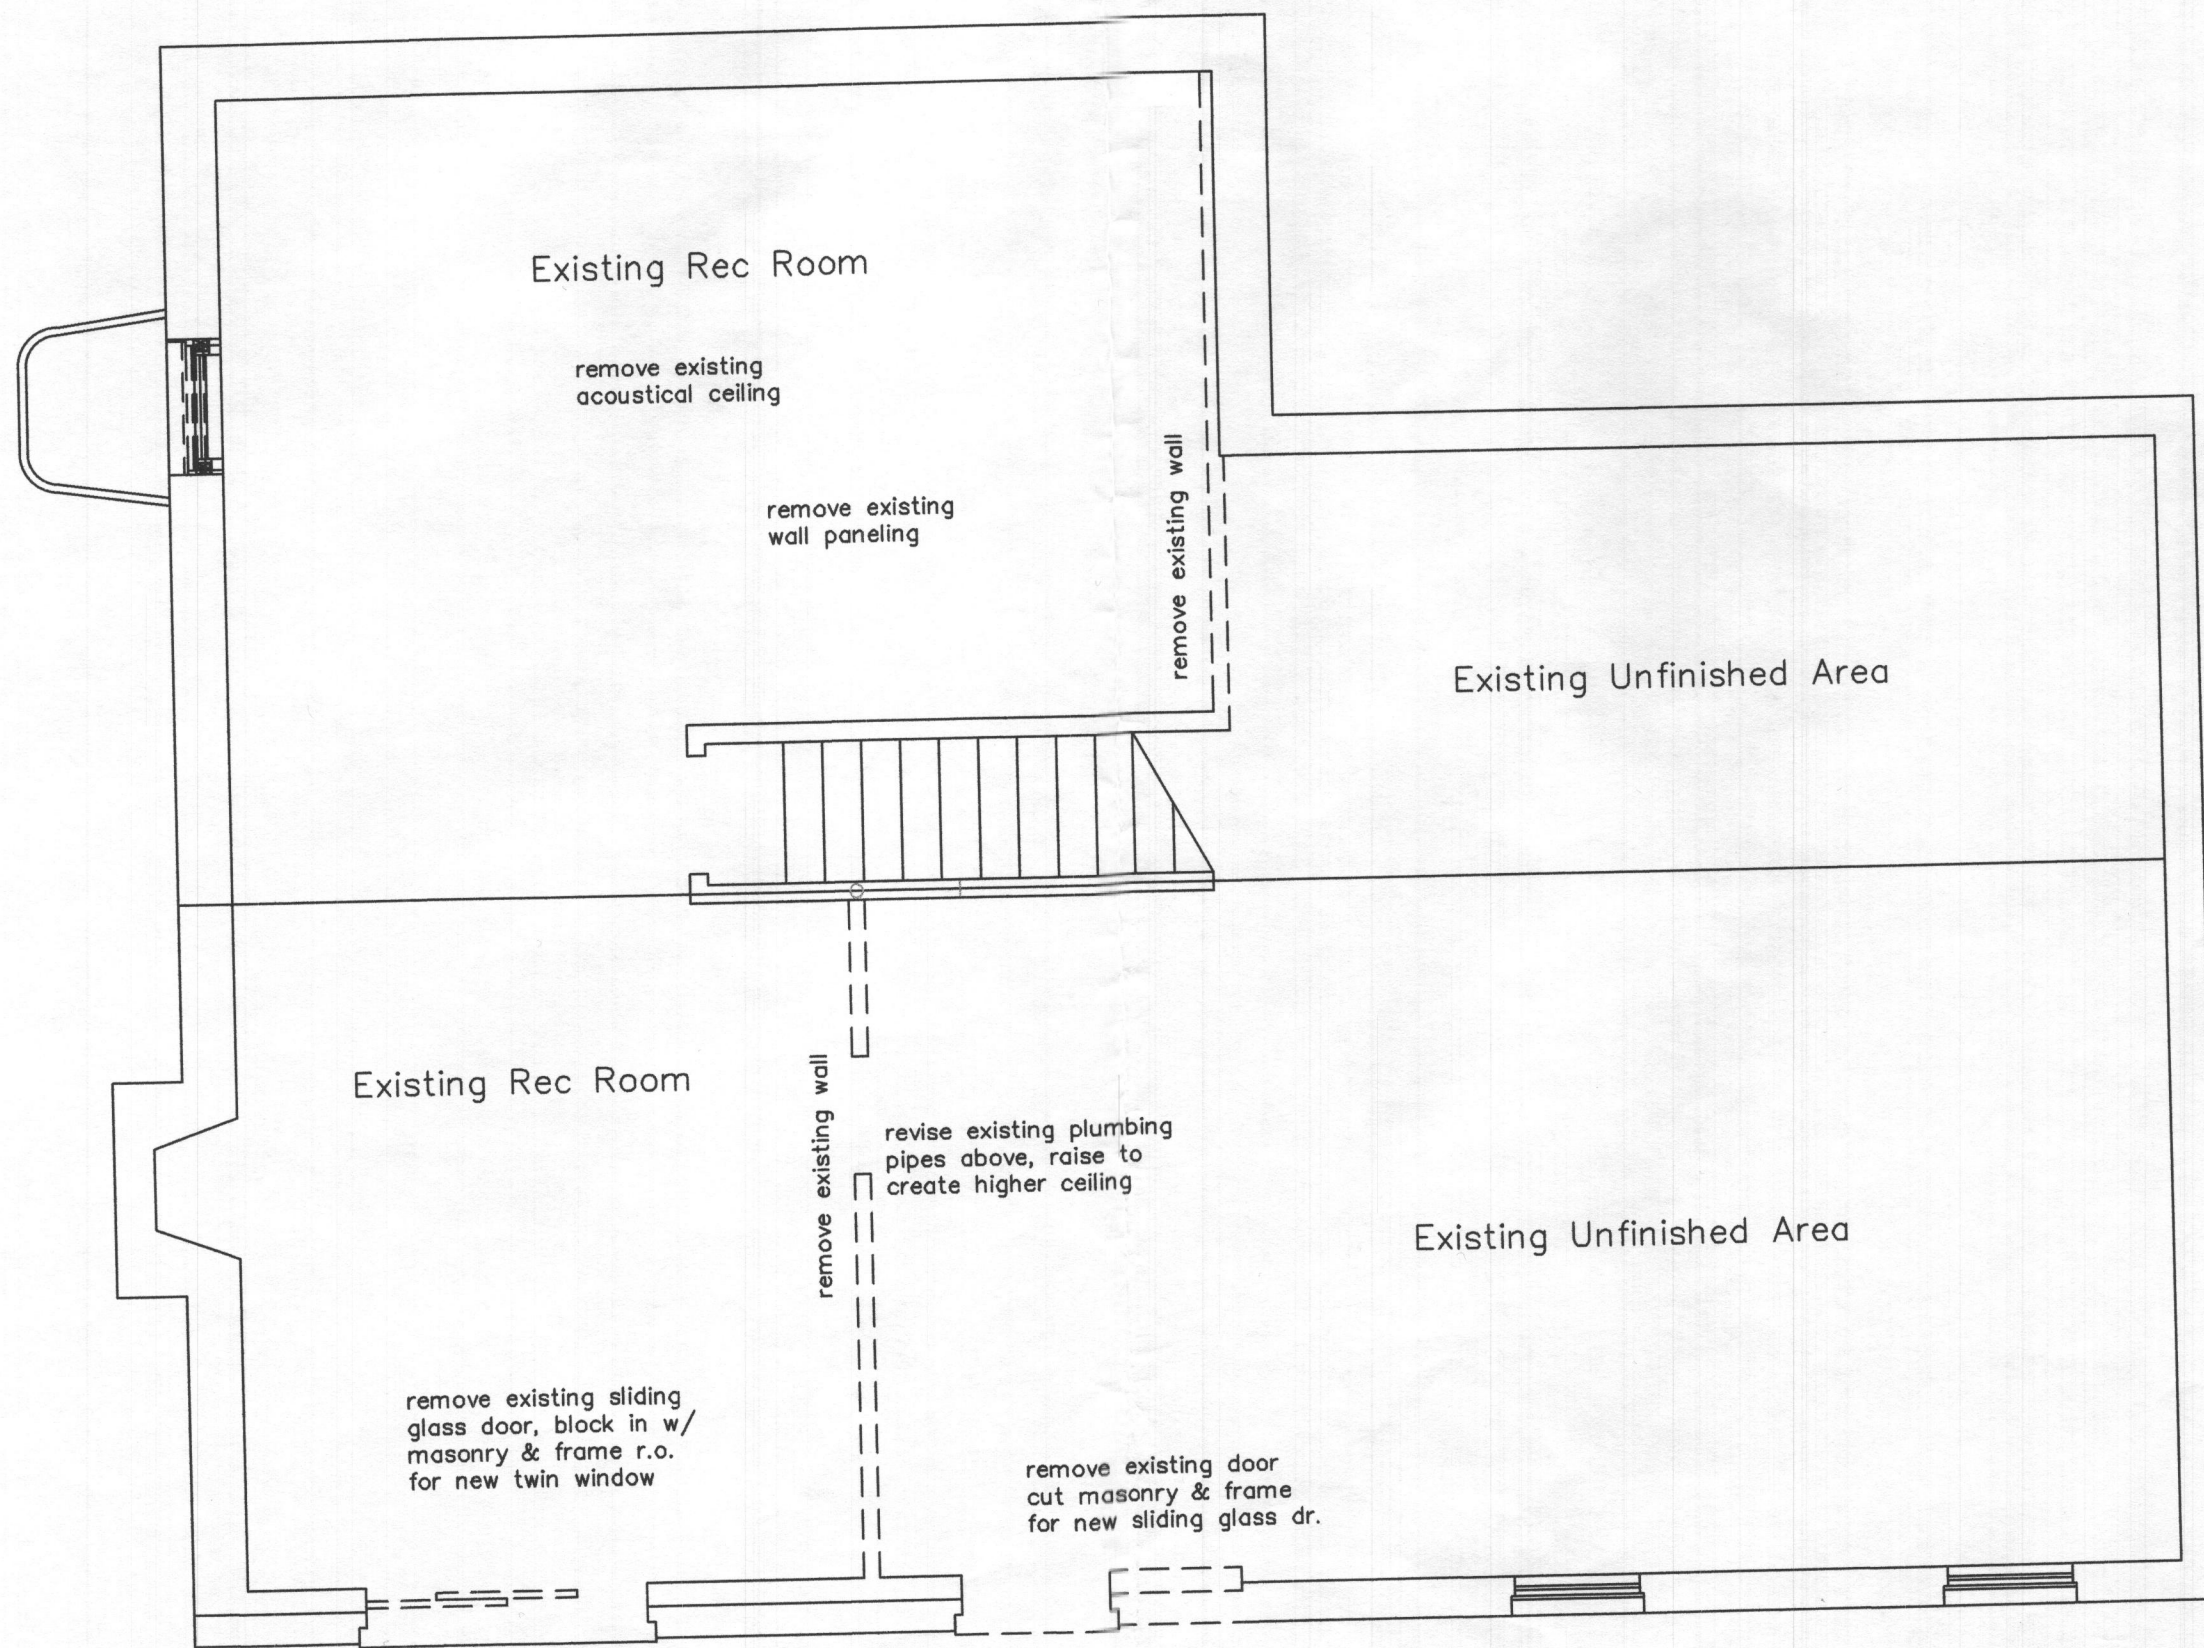 Existing Rec Room
remove existing
acoustical ceiling
remove existing
wall paneling
remove existing wall
Existing Unfinished Area
Existing Rec Room
remove existing wall
revise existing plumbing
pipes above, raise to
create higher ceiling
Existing Unfinished Area
remove existing sliding
glass door, block in w/
masonry & frame r.o.
for new twin window
remove existing door
cut masonry & frame
for new sliding glass dr.